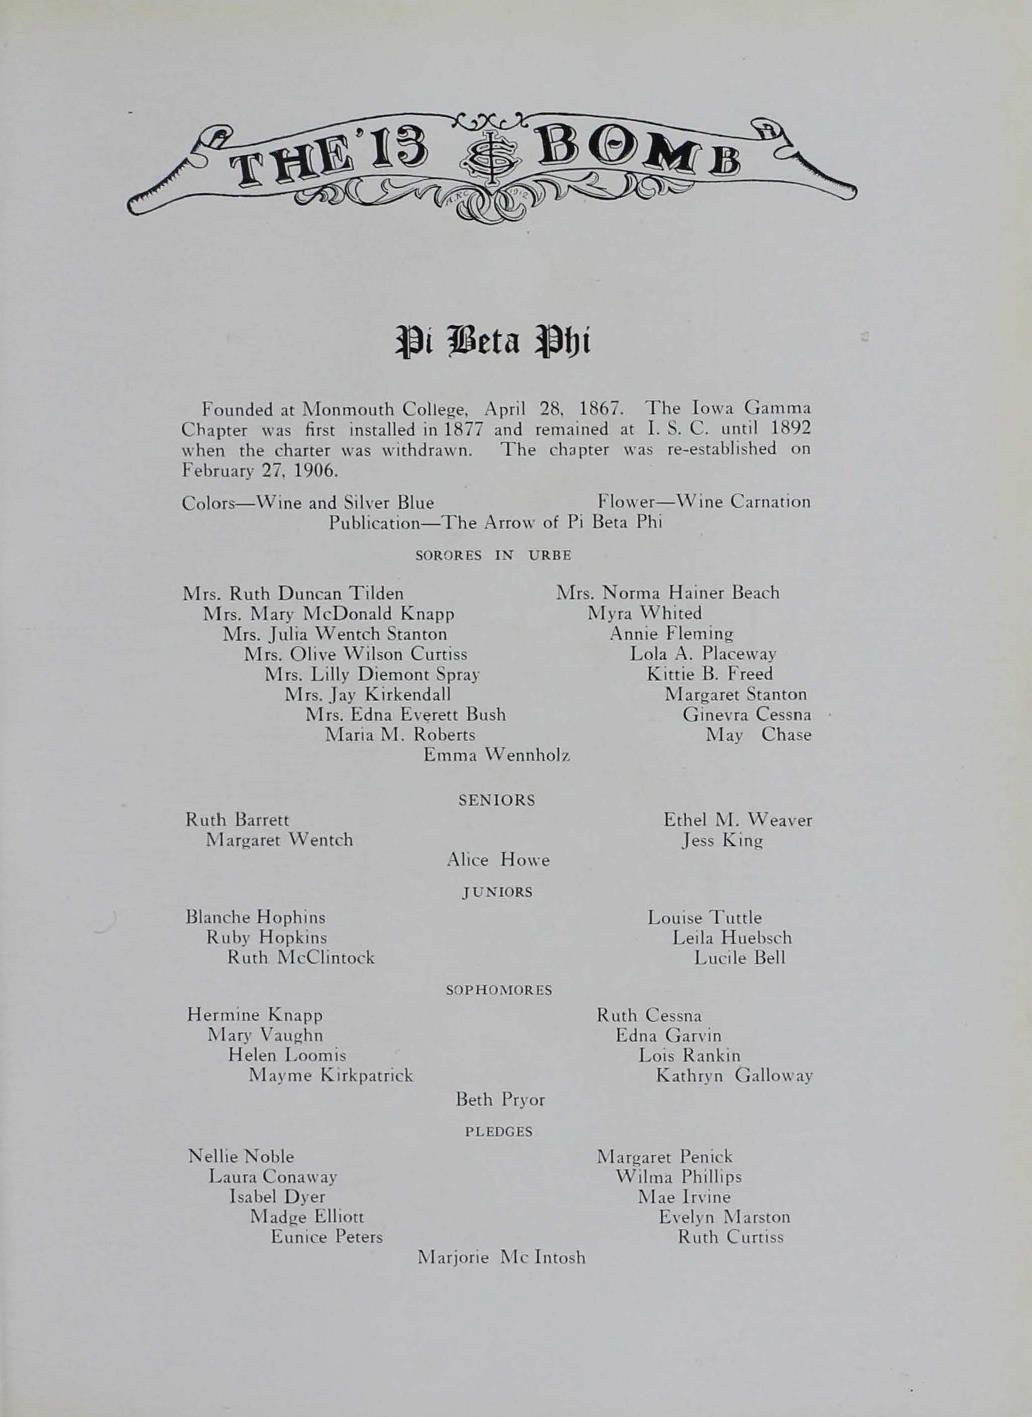 THE '13 BOMB
Pi Beta Phi
Founded at Monmouth College, April 28, 1867. The Iowa Gamma
Chapter was first installed in 1877 and remained at I. S. C. until 1892
when the charter was withdrawn. The chapter was re-established on
February 27, 1906.
Colors—Wine and Silver Blue Flower—Wine Carnation
Publication—The Arrow of Pi Beta Phi
SORORES IN URBE
Mrs. Ruth Duncan Tilden Mrs. Norma Hainer Beach
Mrs. Mary McDonald Knapp Myra Whited
Mrs. Julia Wentch Stanton Annie Fleming
Mrs. Olive Wilson Curtiss Lola A. Placeway
Mrs. Lilly Diemont Spray Kittie B. Freed
Mrs. Jay Kirkendall Margaret Stanton
Mrs. Edna Everett Bush Ginevra Cessna
Maria M. Roberts May Chase
Emma Wennholz
SENIORS
Ruth Barrett Ethel M. Weaver
Margaret Wentch Jess King
Alice Howe
JUNIORS
Blanche Hophins Louise Tuttle
Ruby Hopkins Leila Huebsch
Ruth McClintock Lucile Bell
SOPHOMORES
Hermine Knapp Ruth Cessna
Mary Vaughn Edna Garvin
Helen Loomis Lois Rankin
Mayme Kirkpatrick Kathryn Galloway
Beth Pryor
PLEDGES
Nellie Noble Margaret Penick
Laura Conaway Wilma Phillips
Isabel Dyer Mae Irvine
Madge Elliott Evelyn Marston
Eunice Peters Ruth Curtiss
Marjorie Mc Intosh